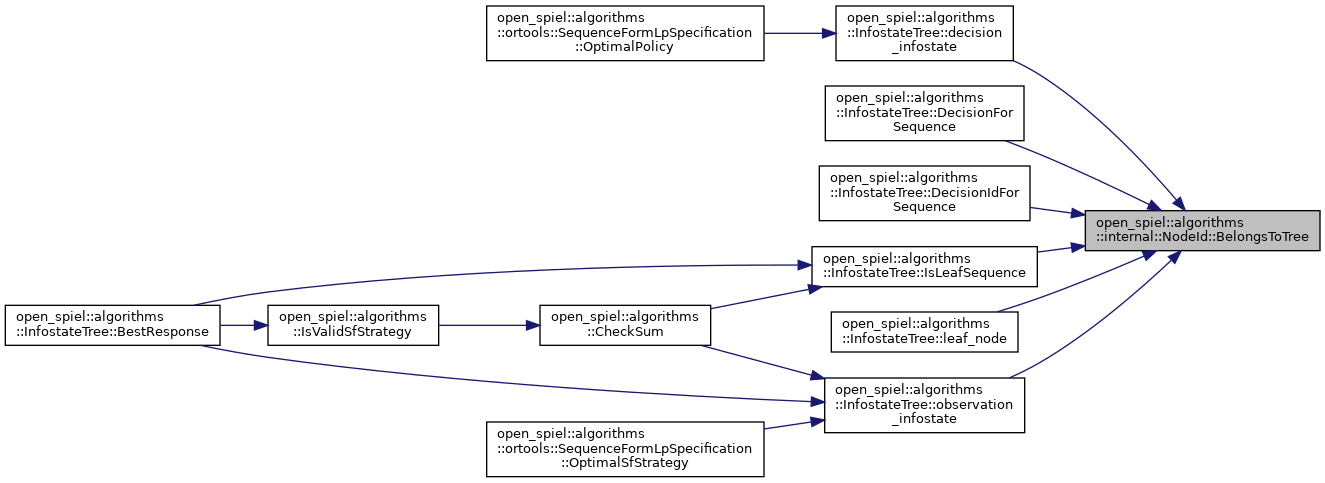 open_spiel::algorithms
::ortools::SequenceFormLpSpecification
::OptimalPolicy
open_spiel::algorithms
::InfostateTree::decision
_infostate
open_spiel::algorithms
::InfostateTree::DecisionFor
Sequence
open_spiel::algorithms
::InfostateTree::DecisionIdFor
Sequence
open_spiel::algorithms
::internal::NodeId::BelongsToTree
open_spiel::algorithms
::InfostateTree::IsLeafSequence
open_spiel::algorithms
::InfostateTree::BestResponse
open_spiel::algorithms
::IsValidSfStrategy
open_spiel::algorithms
::CheckSum
open_spiel::algorithms
::InfostateTree::leaf_node
open_spiel::algorithms
::InfostateTree::observation
_infostate
open_spiel::algorithms
::ortools::SequenceFormLpSpecification
::OptimalSfStrategy